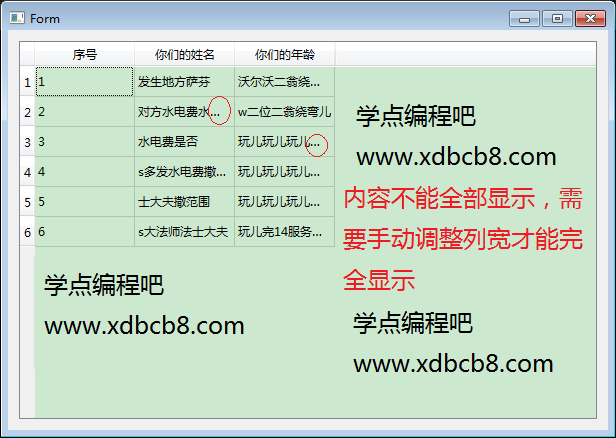 Form
序号 你们的姓名 你们的年龄
1 1 发生地方萨芬 沃尔沃二翁绕...
2 2 对方水电费水... w二位二翁绕弯儿
3 3 水电费是否 玩儿玩儿玩儿...
4 4 s多发水电费撒... 玩儿玩儿玩儿...
5 5 士大夫撒范围 玩儿玩儿玩儿...
6 6 s大法师法士大夫 玩儿完14服务...
学点编程吧
www.xdbcb8.com
内容不能全部显示，需
要手动调整列宽才能完
全显示
学点编程吧
www.xdbcb8.com
学点编程吧
www.xdbcb8.com